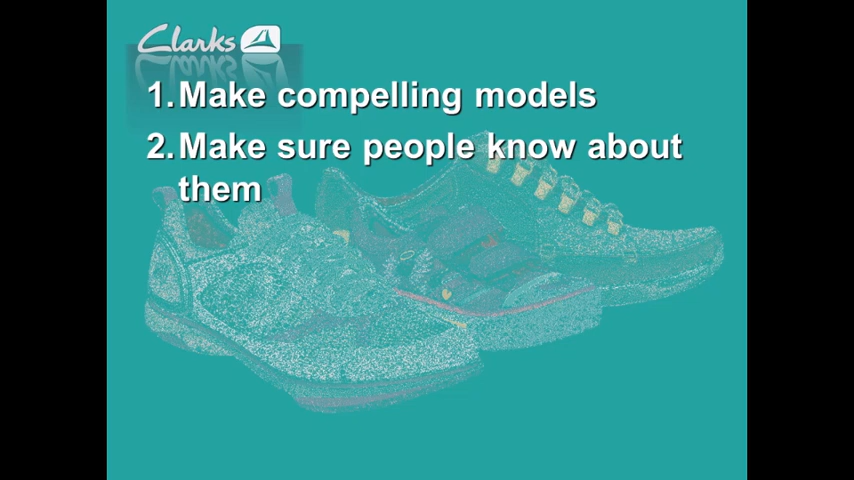 Clarks
1. Make compelling models
2. Make sure people know about
them